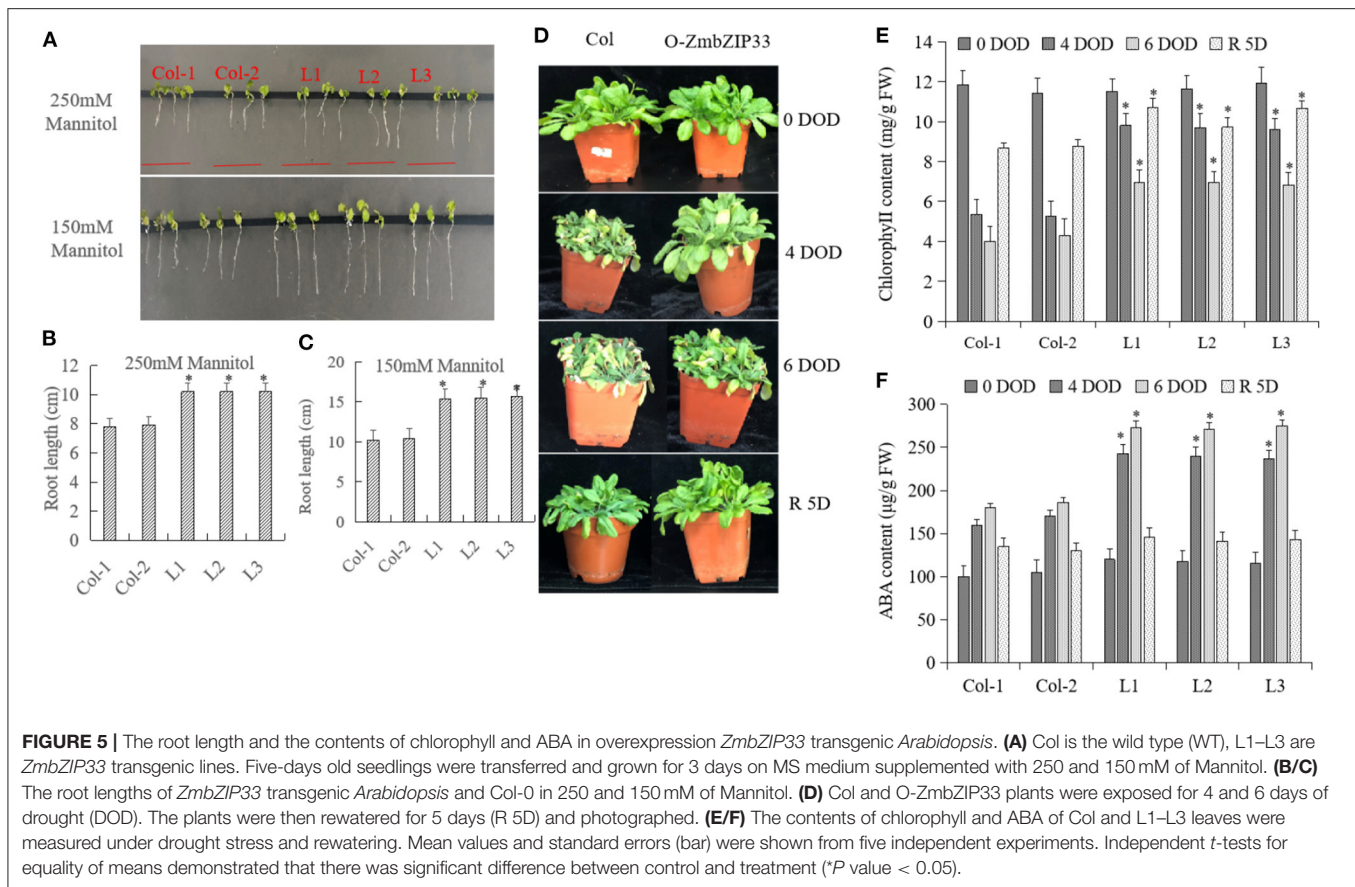 A
Col-1 Col-2 L1 L2 L3
250mM
Mannitol
150mM
Mannitol
B
250mM Mannitol
Root length (cm)
12
10
8
6
4
2
0
* * *
Col-1 Col-2 L1 L2 L3
C
150mM Mannitol
Root length (cm)
20
15
10
5
0
* * *
Col-1 Col-2 L1 L2 L3
D
Col O-ZmbZIP33
0 DOD
4 DOD
6 DOD
R 5D
E
0 DOD 4 DOD 6 DOD R 5D
ChlorophyII content (mg/g FW)
14
12
10
8
6
4
2
0
* * * * * * * * *
Col-1 Col-2 L1 L2 L3
F
0 DOD 4 DOD 6 DOD R 5D
ABA content (μg/g FW)
300
250
200
150
100
50
0
* * * * * *
Col-1 Col-2 L1 L2 L3
FIGURE 5 | The root length and the contents of chlorophyll and ABA in overexpression ZmbZIP33 transgenic Arabidopsis. (A) Col is the wild type (WT), L1–L3 are
ZmbZIP33 transgenic lines. Five-days old seedlings were transferred and grown for 3 days on MS medium supplemented with 250 and 150 mM of Mannitol. (B/C)
The root lengths of ZmbZIP33 transgenic Arabidopsis and Col-0 in 250 and 150 mM of Mannitol. (D) Col and O-ZmbZIP33 plants were exposed for 4 and 6 days of
drought (DOD). The plants were then rewatered for 5 days (R 5D) and photographed. (E/F) The contents of chlorophyll and ABA of Col and L1–L3 leaves were
measured under drought stress and rewatering. Mean values and standard errors (bar) were shown from five independent experiments. Independent t-tests for
equality of means demonstrated that there was significant difference between control and treatment (*P value < 0.05).